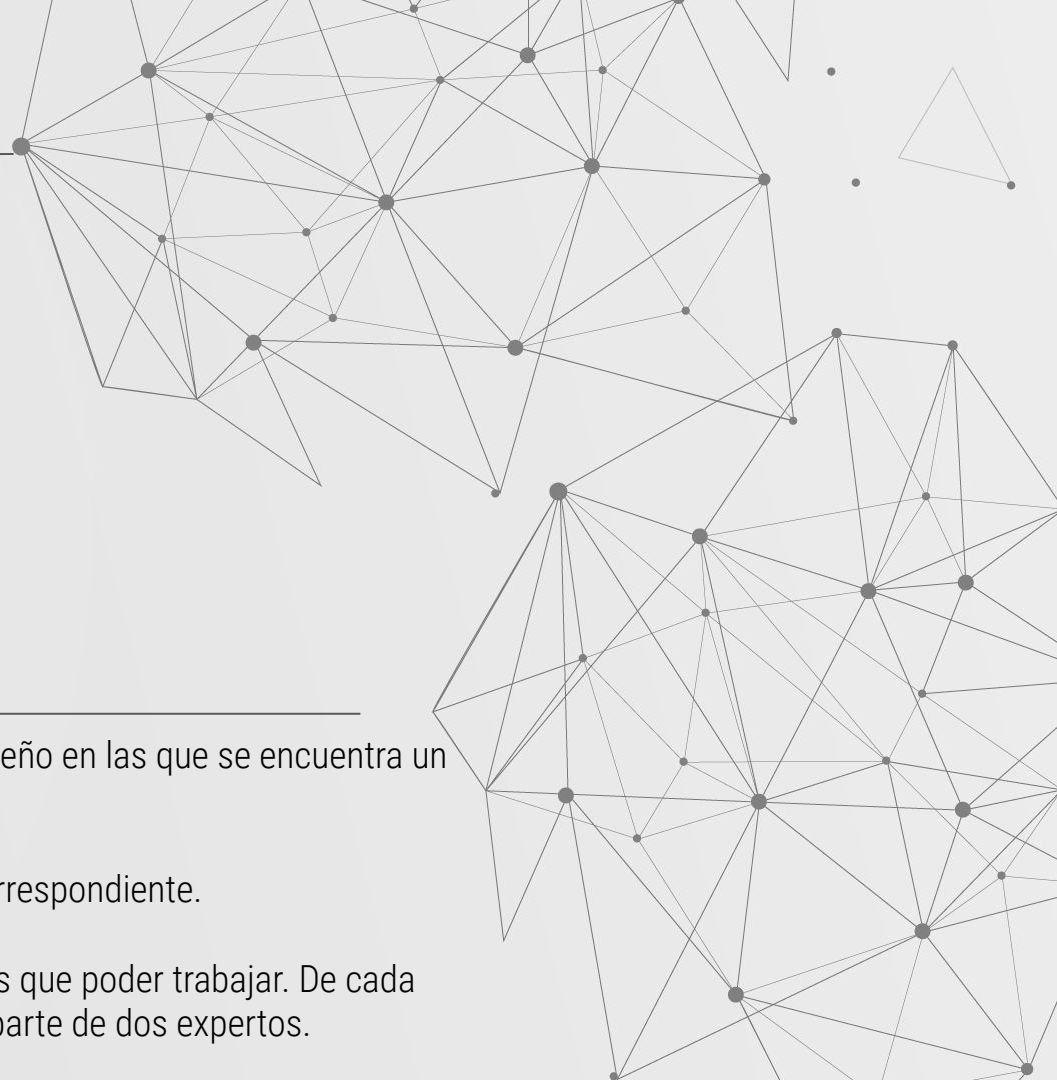 eño en las que se encuentra un
rrespondiente.
s que poder trabajar. De cada
parte de dos expertos.